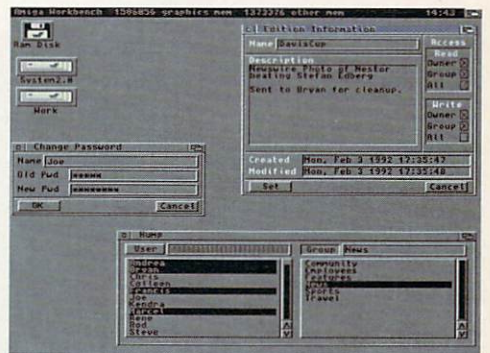 Amiga Workbench 1586856 graphics mem 1373376 other mem 14:43
Ram Disk
System2.0
Work
Edition Information
Name DavisCup
Description
Newswire Photo of Nestor
beating Stefan Edberg
Sent to Bryan for cleanup.
Access
Read
Owner
Group
All
Write
Owner
Group
All
Created Mon, Feb 3 1992 17:35:47
Modified Mon, Feb 3 1992 17:35:48
Set Cancel
Change Password
Name Joe
Old Pwd *****
New Pwd ********
OK Cancel
User
Andrea
Bryan
Chris
Colleen
Francis
Joe
Kendra
Marcel
Rene
Rod
Steve
Group News
Community
Employees
Features
News
Sports
Travel